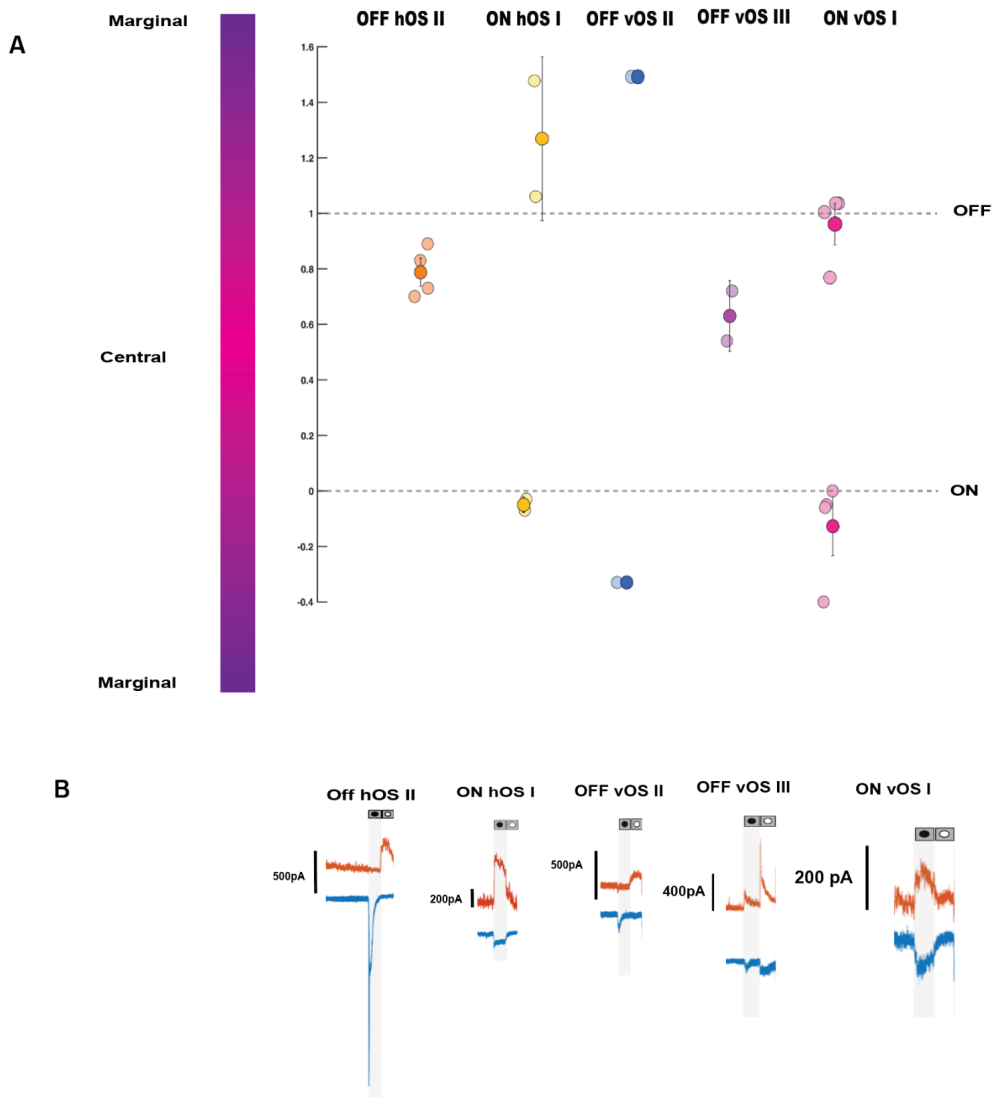 Marginal
OFF hOS II
ON hOS I
OFF vOS II
OFF vOS III
ON vOS I
A
1.6
1.4
1.2
1
OFF
0.8
0.6
Central
0.4
0.2
0
ON
-0.2
-0.4
Marginal
B
Off hOS II
ON hOS I
OFF vOS II
OFF vOS III
ON vOS I
500pA
200pA
500pA
400pA
200 pA